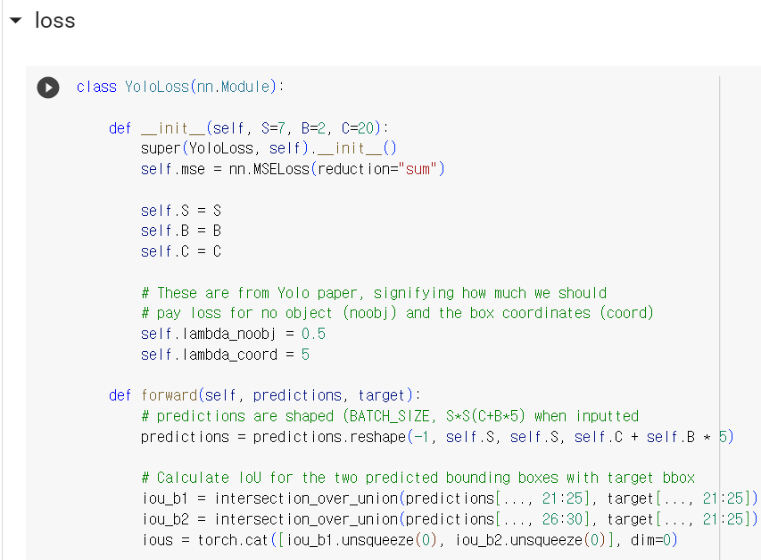 loss
class YoloLoss(nn.Module):
def __init__(self, S=7, B=2, C=20):
super(YoloLoss, self).__init__()
self.mse = nn.MSELoss(reduction="sum")
self.S = S
self.B = B
self.C = C
# These are from Yolo paper, signifying how much we should
# pay loss for no object (noobj) and the box coordinates (coord)
self.lambda_noobj = 0.5
self.lambda_coord = 5
def forward(self, predictions, target):
# predictions are shaped (BATCH_SIZE, S*S(C+B*5) when inputted
predictions = predictions.reshape(-1, self.S, self.S, self.C + self.B * 5)
# Calculate IoU for the two predicted bounding boxes with target bbox
iou_b1 = intersection_over_union(predictions[..., 21:25], target[..., 21:25])
iou_b2 = intersection_over_union(predictions[..., 26:30], target[..., 21:25])
ious = torch.cat([iou_b1.unsqueeze(0), iou_b2.unsqueeze(0)], dim=0)